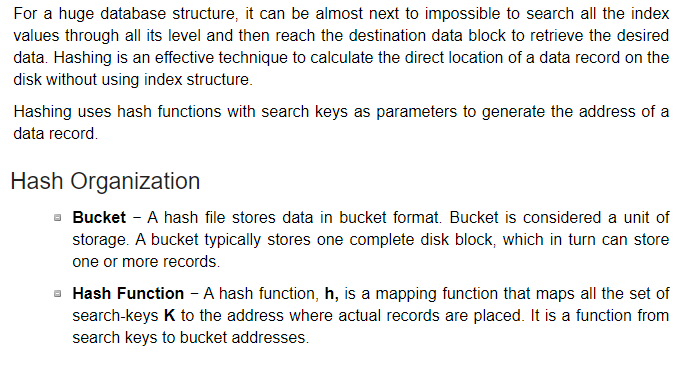 For a huge database structure, it can be almost next to impossible to search all the index
values through all its level and then reach the destination data block to retrieve the desired
data. Hashing is an effective technique to calculate the direct location of a data record on the
disk without using index structure.
Hashing uses hash functions with search keys as parameters to generate the address of a
data record.
Hash Organization
Bucket − A hash file stores data in bucket format. Bucket is considered a unit of
storage. A bucket typically stores one complete disk block, which in turn can store
one or more records.
Hash Function − A hash function, h, is a mapping function that maps all the set of
search-keys K to the address where actual records are placed. It is a function from
search keys to bucket addresses.